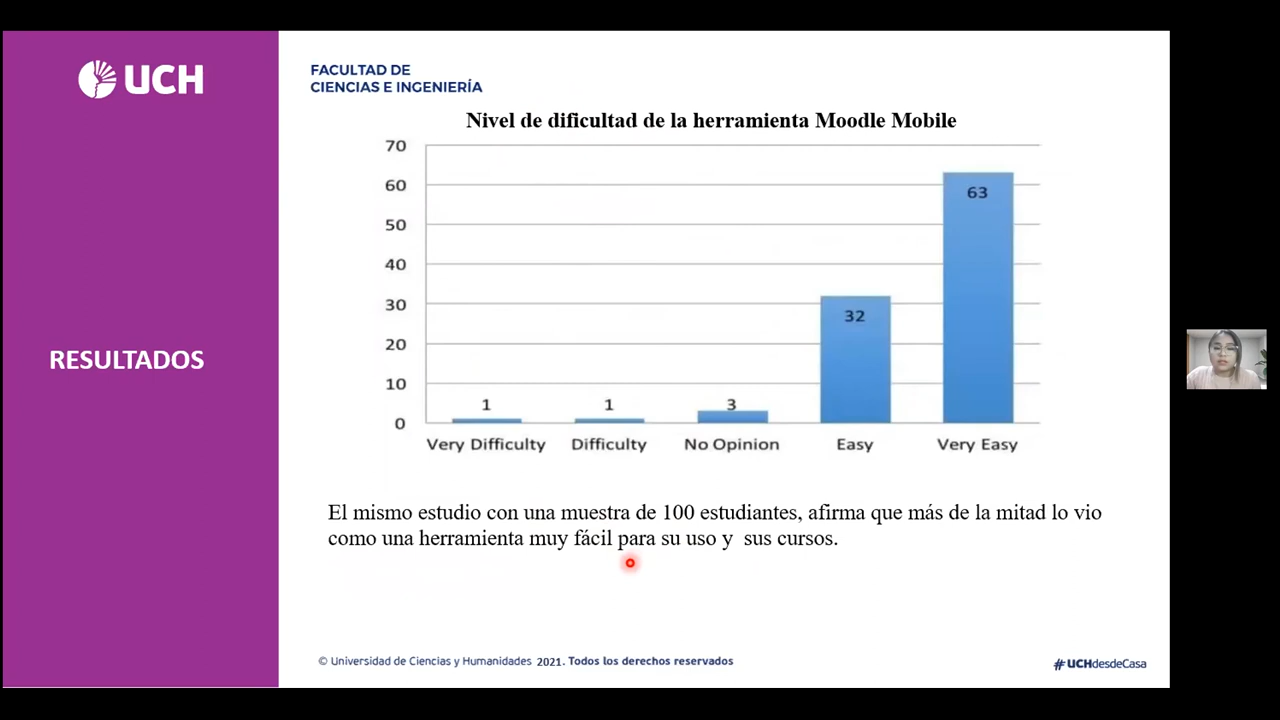 UCH
FACULTAD DE
CIENCIAS E INGENIERÍA
RESULTADOS
Nivel de dificultad de la herramienta Moodle Mobile
70
60
50
40
30
20
10
0
1
1
3
32
63
Very Difficulty
Difficulty
No Opinion
Easy
Very Easy
El mismo estudio con una muestra de 100 estudiantes, afirma que más de la mitad lo vio
como una herramienta muy fácil para su uso y  sus cursos.
© Universidad de Ciencias y Humanidades 2021. Todos los derechos reservados
#UCHdesdeCasa